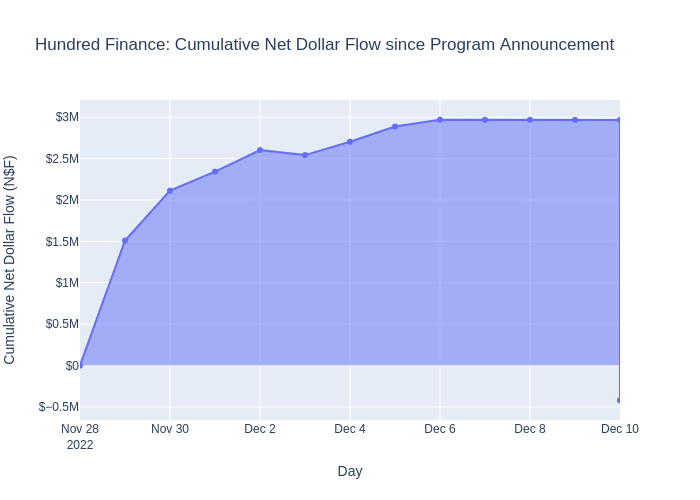 Hundred Finance: Cumulative Net Dollar Flow since Program Announcement
Cumulative Net Dollar Flow (N$F)
$3M
$2.5M
$2M
$1.5M
$1M
$0.5M
$0
$−0.5M
Nov 28 Nov 30 Dec 2 Dec 4 Dec 6 Dec 8 Dec 10
2022
Day